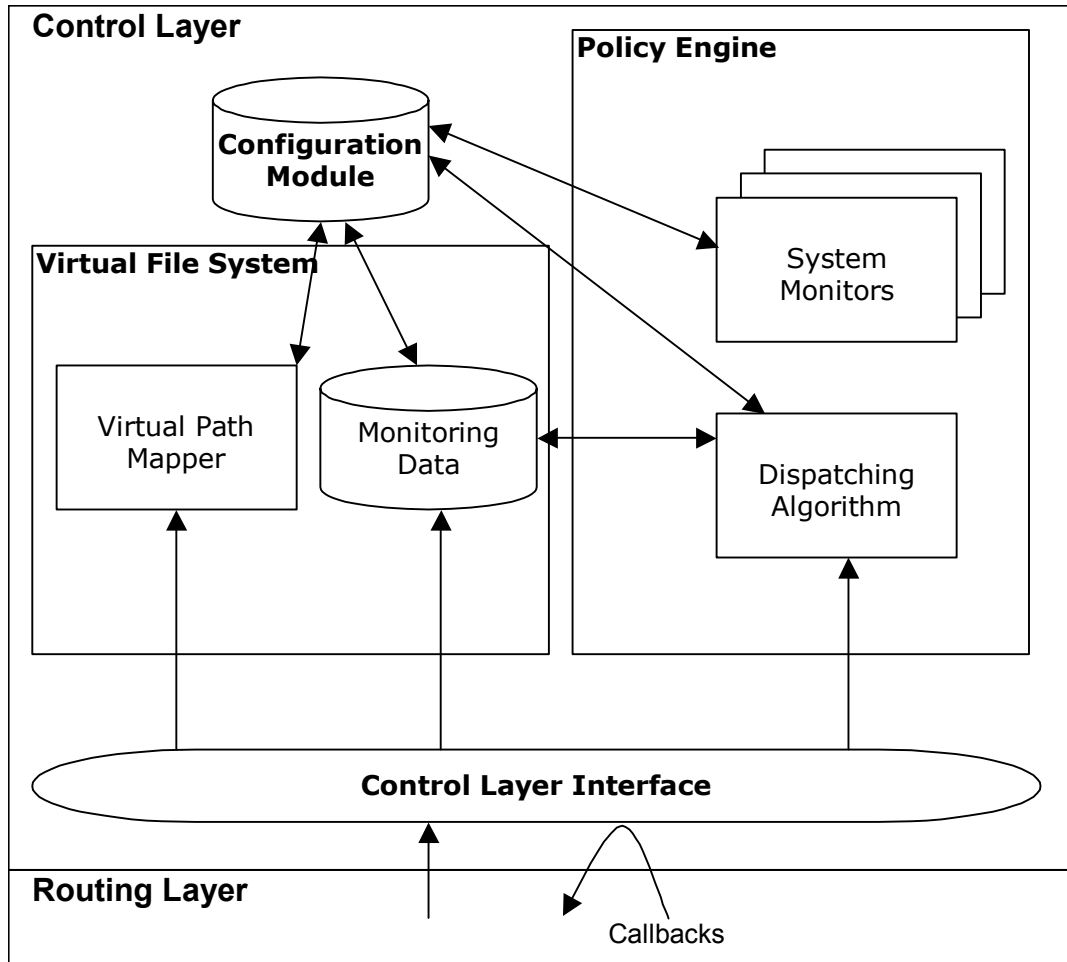 Control Layer
Policy Engine
Configuration
Module
Virtual File System
System
Monitors
Virtual Path
Mapper
Monitoring
Data
Dispatching
Algorithm
Control Layer Interface
Routing Layer
Callbacks